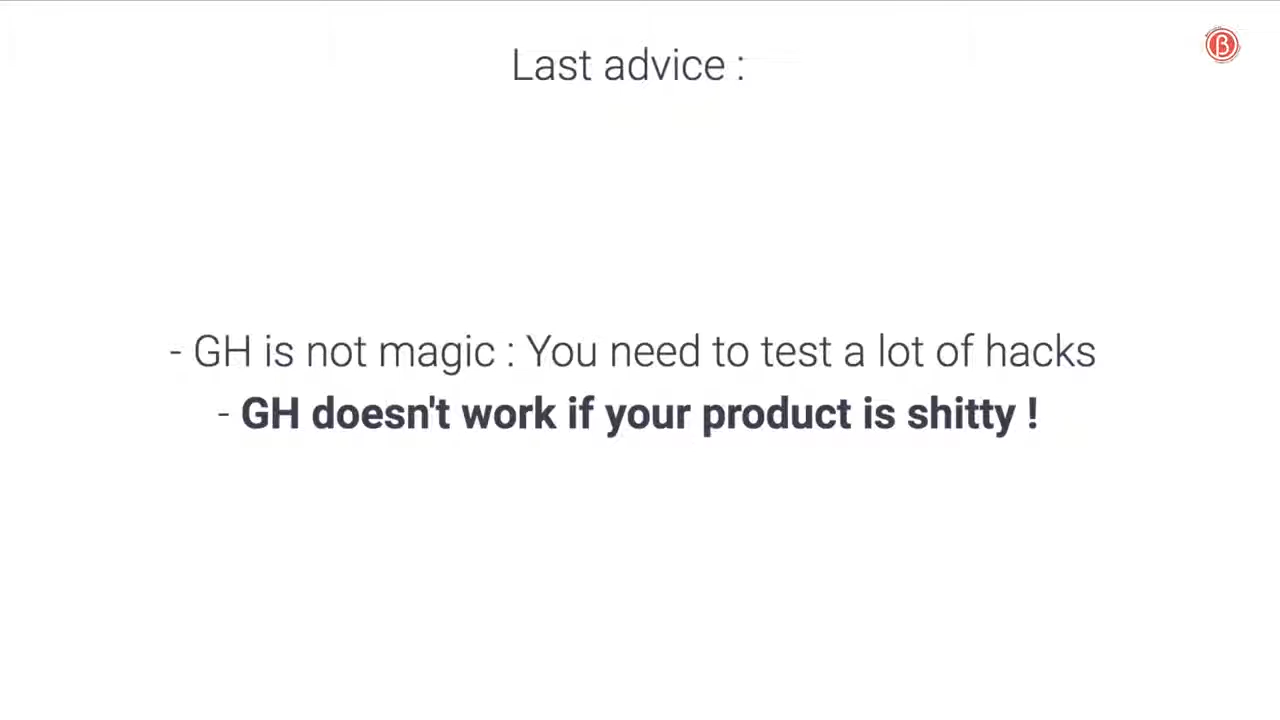 Last advice :
β
- GH is not magic : You need to test a lot of hacks
- GH doesn't work if your product is shitty !